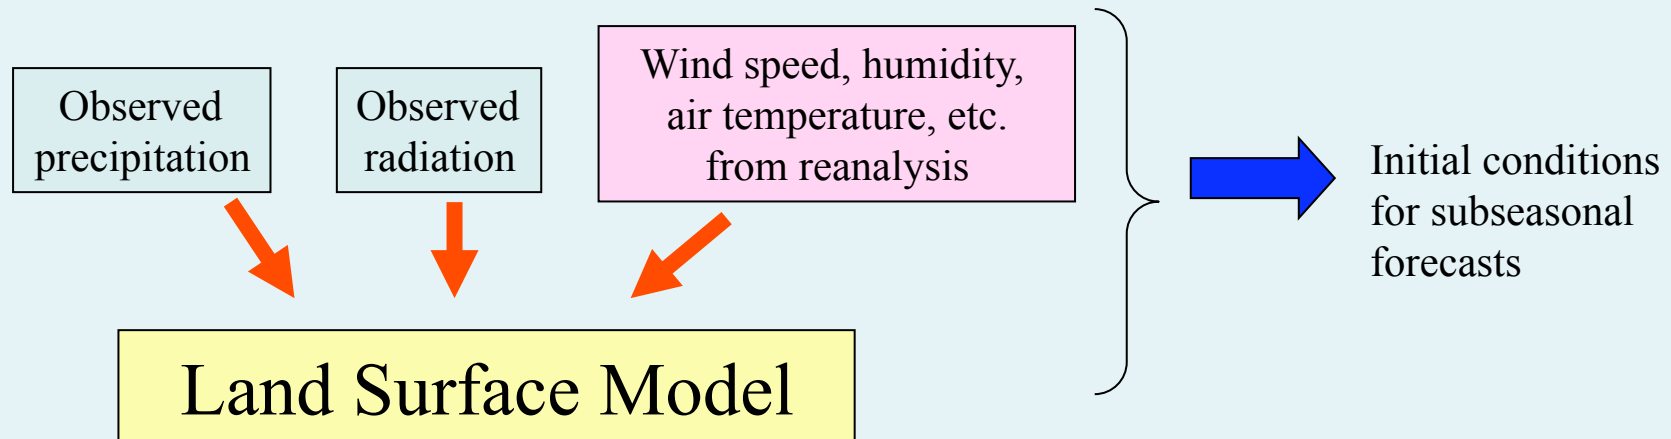 Observed
precipitation
Observed
radiation
Wind speed, humidity,
air temperature, etc.
from reanalysis
Initial conditions
for subseasonal
forecasts
Land Surface Model